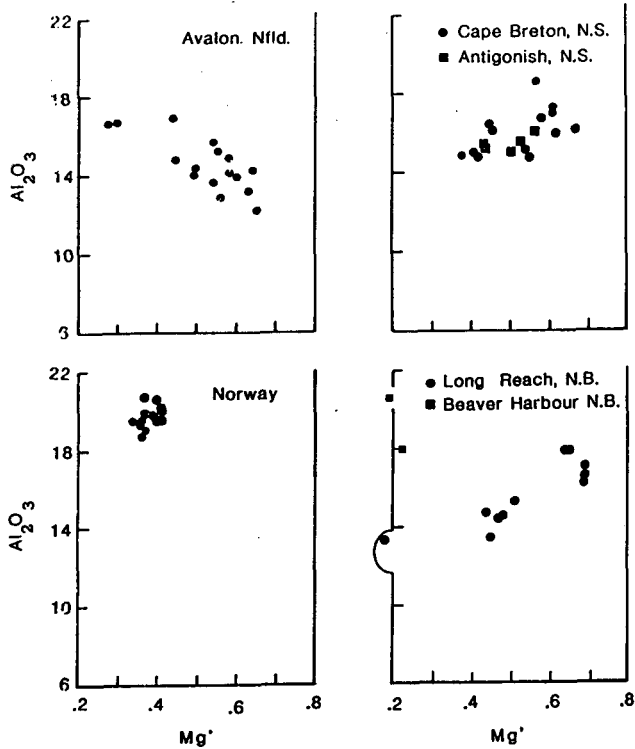 22
Avalon. Nfld.
18
14
10
6
Al2O3
Cape Breton, N.S.
Antigonish, N.S.
22
Norway
18
14
10
6
Al2O3
.2 .4 .6 .8
Mg'
Long Reach, N.B.
Beaver Harbour N.B.
.2 .4 .6 .8
Mg'